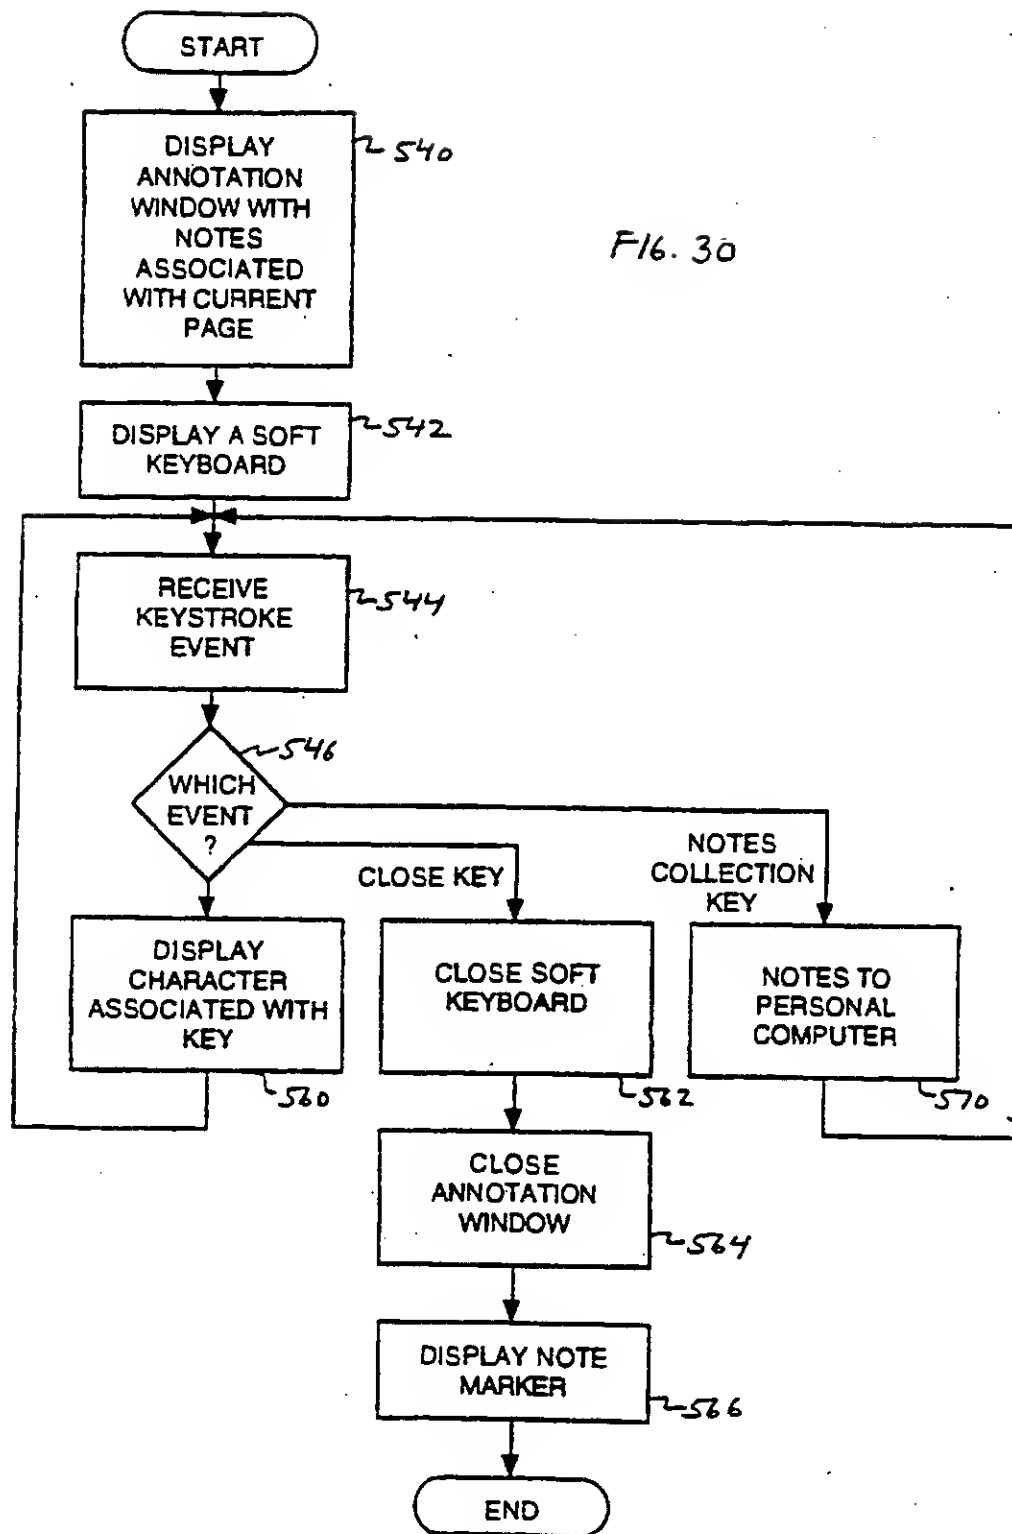 START
DISPLAY
ANNOTATION
WINDOW WITH
NOTES
ASSOCIATED
WITH CURRENT
PAGE
540
FIG. 30
DISPLAY A SOFT
KEYBOARD
542
RECEIVE
KEYSTROKE
EVENT
544
546
WHICH
EVENT
?
CLOSE KEY
NOTES
COLLECTION
KEY
DISPLAY
CHARACTER
ASSOCIATED WITH
KEY
560
CLOSE SOFT
KEYBOARD
562
NOTES TO
PERSONAL
COMPUTER
570
CLOSE
ANNOTATION
WINDOW
564
DISPLAY NOTE
MARKER
566
END